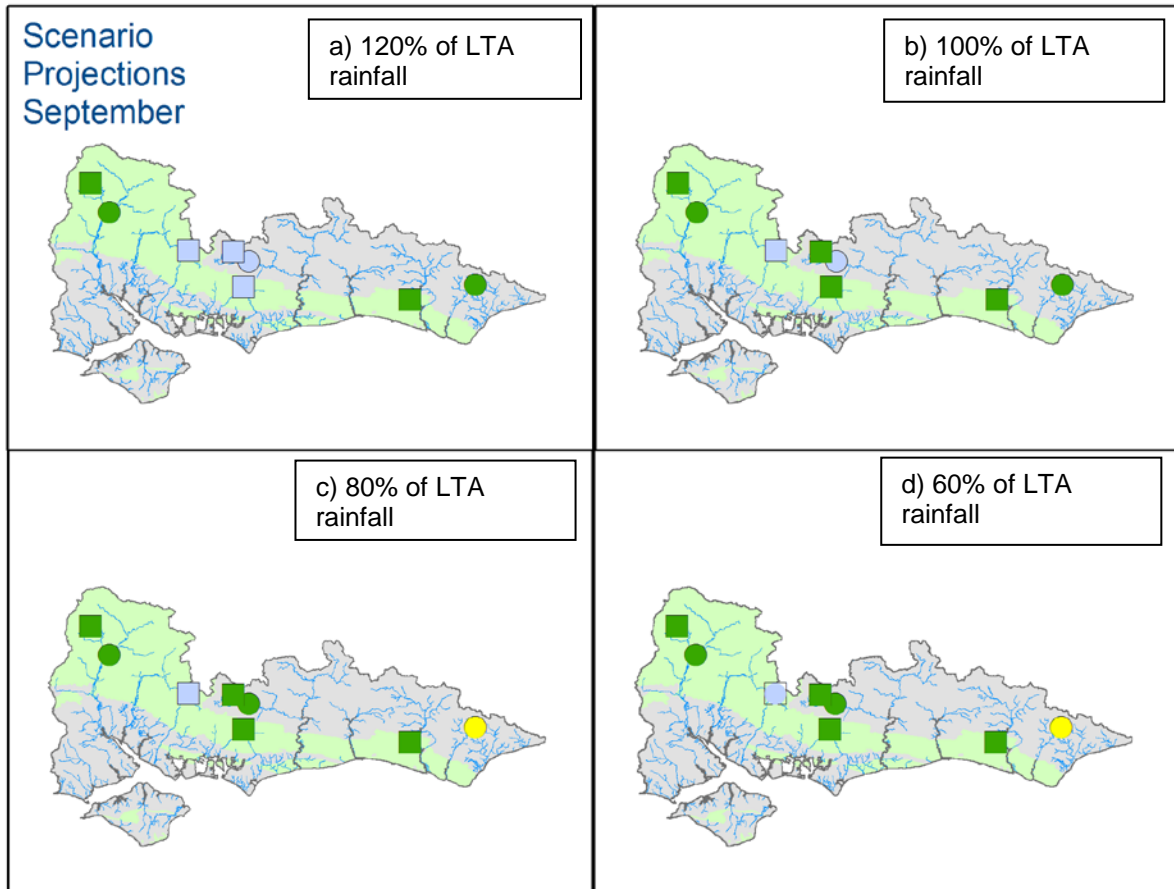 Scenario
Projections
September
a) 120% of LTA
rainfall
b) 100% of LTA
rainfall
c) 80% of LTA
rainfall
d) 60% of LTA
rainfall